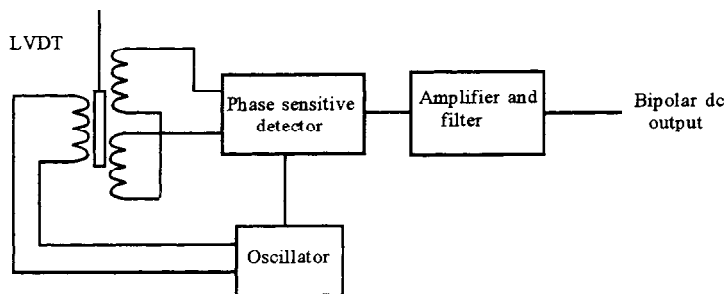 LVDT
Phase sensitive
detector
Amplifier and
filter
Bipolar dc
output
Oscillator